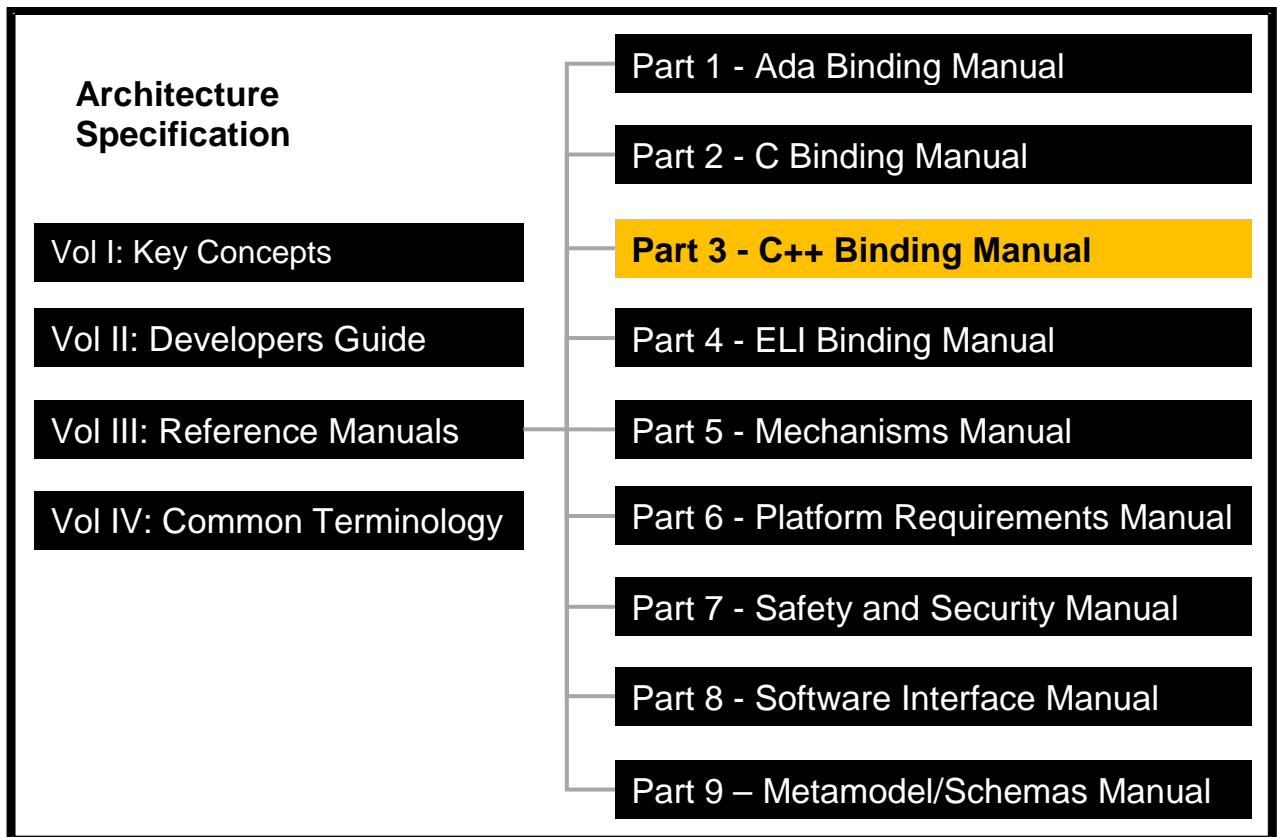 Architecture
Specification
Vol I: Key Concepts
Vol II: Developers Guide
Vol III: Reference Manuals
Vol IV: Common Terminology
Part 1 - Ada Binding Manual
Part 2 - C Binding Manual
Part 3 - C++ Binding Manual
Part 4 - ELI Binding Manual
Part 5 - Mechanisms Manual
Part 6 - Platform Requirements Manual
Part 7 - Safety and Security Manual
Part 8 - Software Interface Manual
Part 9 – Metamodel/Schemas Manual